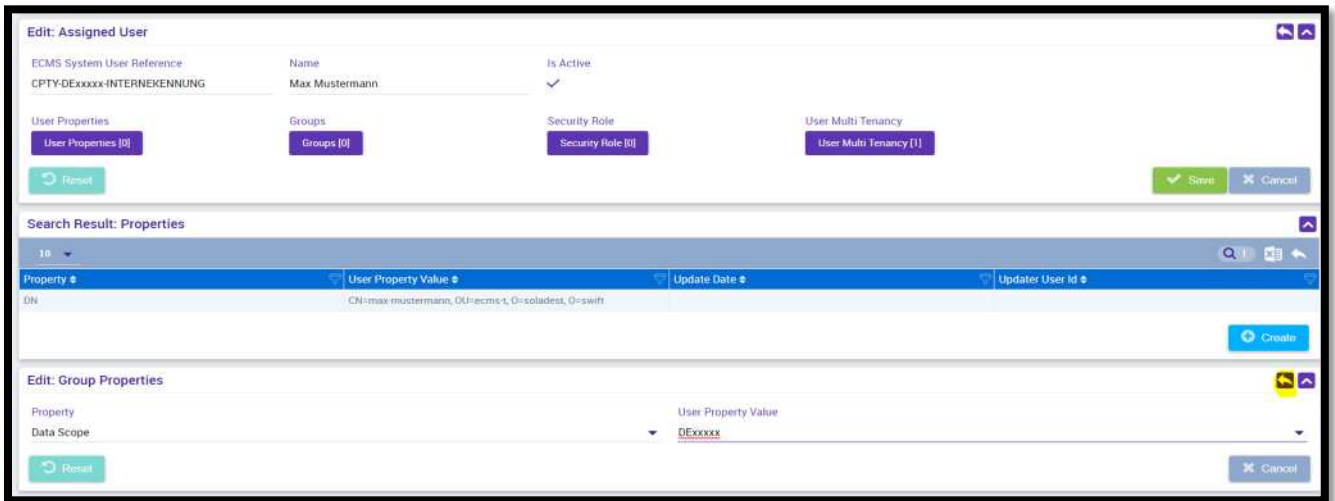 Edit: Assigned User
ECMS System User Reference Name Is Active
CPTY-DExxxxx-INTERNEKENNUNG Max Mustermann
User Properties Groups Security Role User Multi Tenancy
User Properties [0] Groups [0] Security Role [0] User Multi Tenancy [1]
Reset Save Cancel
Search Result: Properties
10 1
Property User Property Value Update Date Updater User Id
DN CN=max-mustermann, OU=ecms-t, O=soladest, O=swift
Create
Edit: Group Properties
Property User Property Value
Data Scope DExxxxx
Reset Cancel